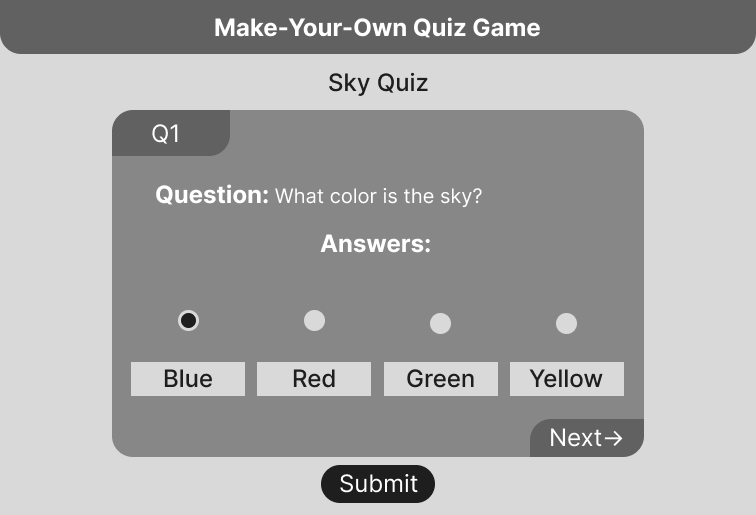 Make-Your-Own Quiz Game
Sky Quiz
Q1
Question: What color is the sky?
Answers:
Blue Red Green Yellow
Next→
Submit